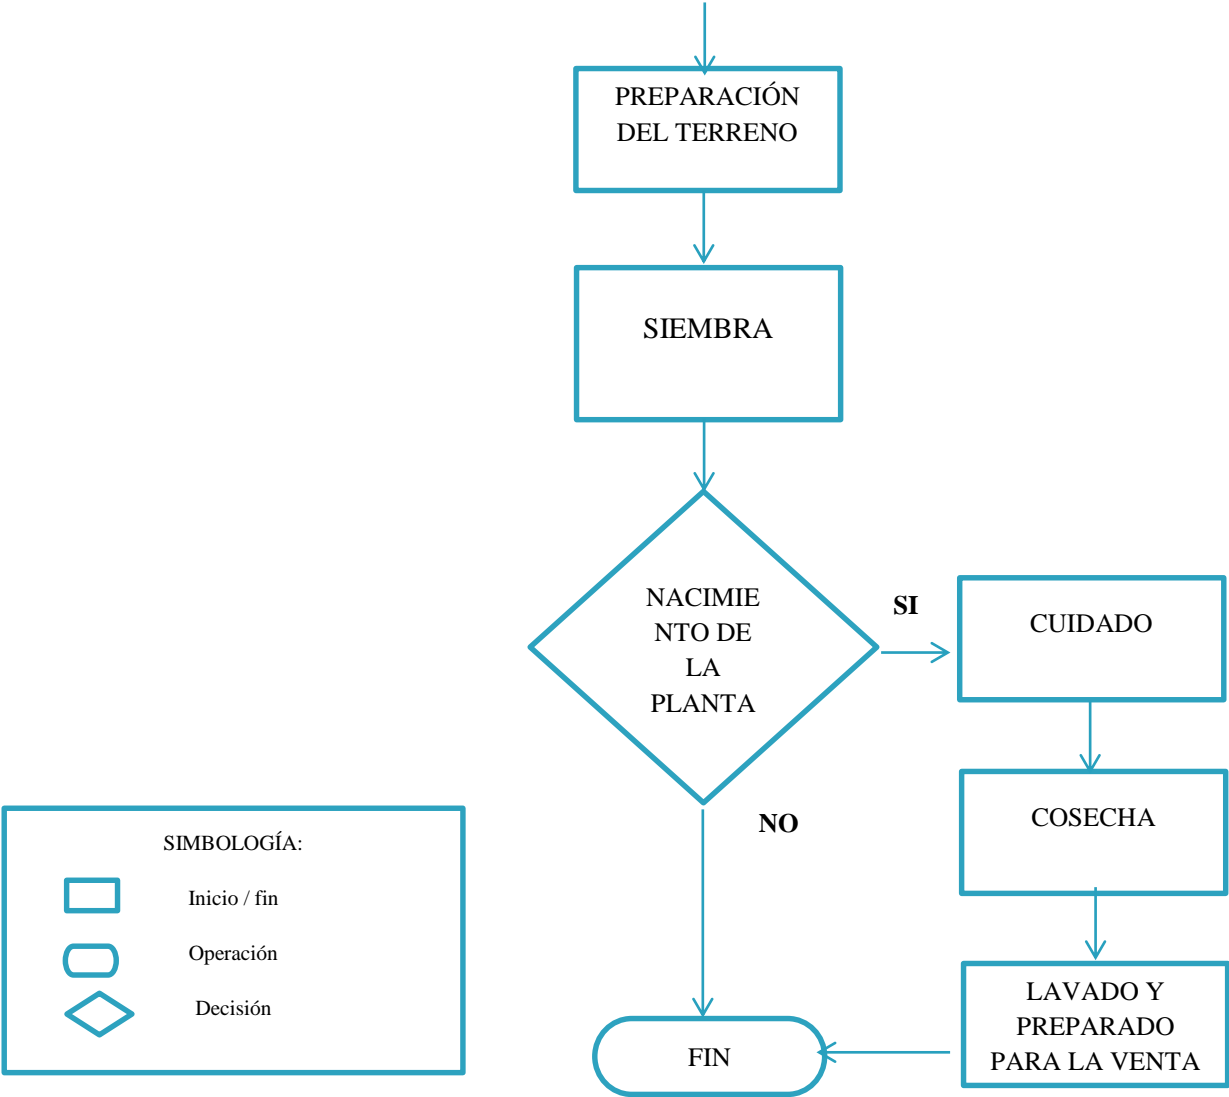 PREPARACIÓN
DEL TERRENO
SIEMBRA
NACIMIE
NTO DE
LA
PLANTA
SI
CUIDADO
COSECHA
LAVADO Y
PREPARADO
PARA LA VENTA
NO
FIN
SIMBOLOGÍA:
Inicio / fin
Operación
Decisión